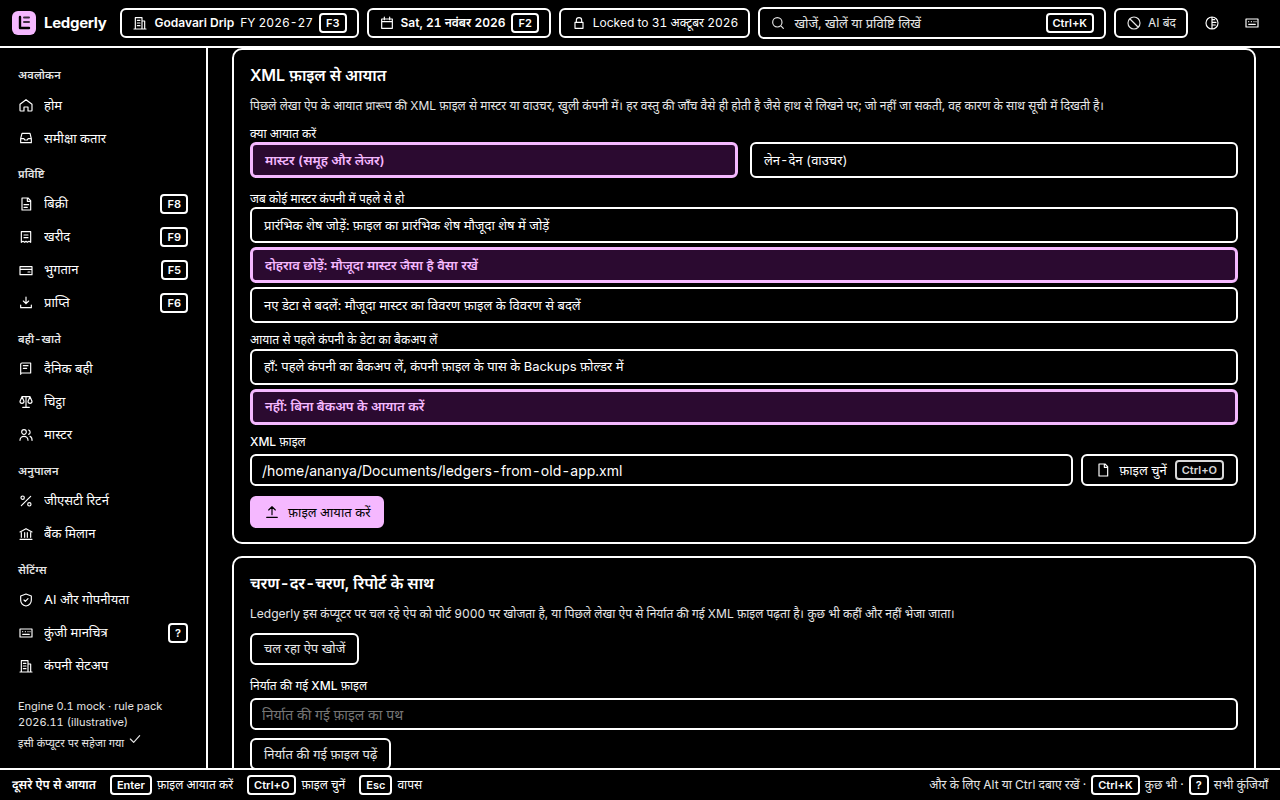 Ledgerly
Godavari Drip FY 2026-27 F3
Sat, 21 नवंबर 2026 F2
Locked to 31 अक्टूबर 2026
खोजें, खोलें या प्रविष्टि लिखें Ctrl+K
AI बंद
अवलोकन
होम
समीक्षा कतार
प्रविष्टि
बिक्री F8
खरीद F9
भुगतान F5
प्राप्ति F6
बही-खाते
दैनिक बही
चिट्ठा
मास्टर
अनुपालन
जीएसटी रिटर्न
बैंक मिलान
सेटिंग्स
AI और गोपनीयता
कुंजी मानचित्र ?
कंपनी सेटअप
Engine 0.1 mock · rule pack
2026.11 (illustrative)
इसी कंप्यूटर पर सहेजा गया
XML फ़ाइल से आयात
पिछले लेखा ऐप के आयात प्रारूप की XML फ़ाइल से मास्टर या वाउचर, खुली कंपनी में। हर वस्तु की जाँच वैसे ही होती है जैसे हाथ से लिखने पर; जो नहीं जा सकती, वह कारण के साथ सूची में दिखती है।
क्या आयात करें
मास्टर (समूह और लेजर)
लेन-देन (वाउचर)
जब कोई मास्टर कंपनी में पहले से हो
प्रारंभिक शेष जोड़ें: फ़ाइल का प्रारंभिक शेष मौजूदा शेष में जोड़ें
दोहराव छोड़ें: मौजूदा मास्टर जैसा है वैसा रखें
नए डेटा से बदलें: मौजूदा मास्टर का विवरण फ़ाइल के विवरण से बदलें
आयात से पहले कंपनी के डेटा का बैकअप लें
हाँ: पहले कंपनी का बैकअप लें, कंपनी फ़ाइल के पास के Backups फ़ोल्डर में
नहीं: बिना बैकअप के आयात करें
XML फ़ाइल
/home/ananya/Documents/ledgers-from-old-app.xml
फ़ाइल चुनें Ctrl+O
फ़ाइल आयात करें
चरण-दर-चरण, रिपोर्ट के साथ
Ledgerly इस कंप्यूटर पर चल रहे ऐप को पोर्ट 9000 पर खोजता है, या पिछले लेखा ऐप से निर्यात की गई XML फ़ाइल पढ़ता है। कुछ भी कहीं और नहीं भेजा जाता।
चल रहा ऐप खोजें
निर्यात की गई XML फ़ाइल
निर्यात की गई फ़ाइल का पथ
निर्यात की गई फ़ाइल पढ़ें
दूसरे ऐप से आयात Enter फ़ाइल आयात करें Ctrl+O फ़ाइल चुनें Esc वापस
और के लिए Alt या Ctrl दबाए रखें · Ctrl+K कुछ भी · ? सभी कुंजियाँ